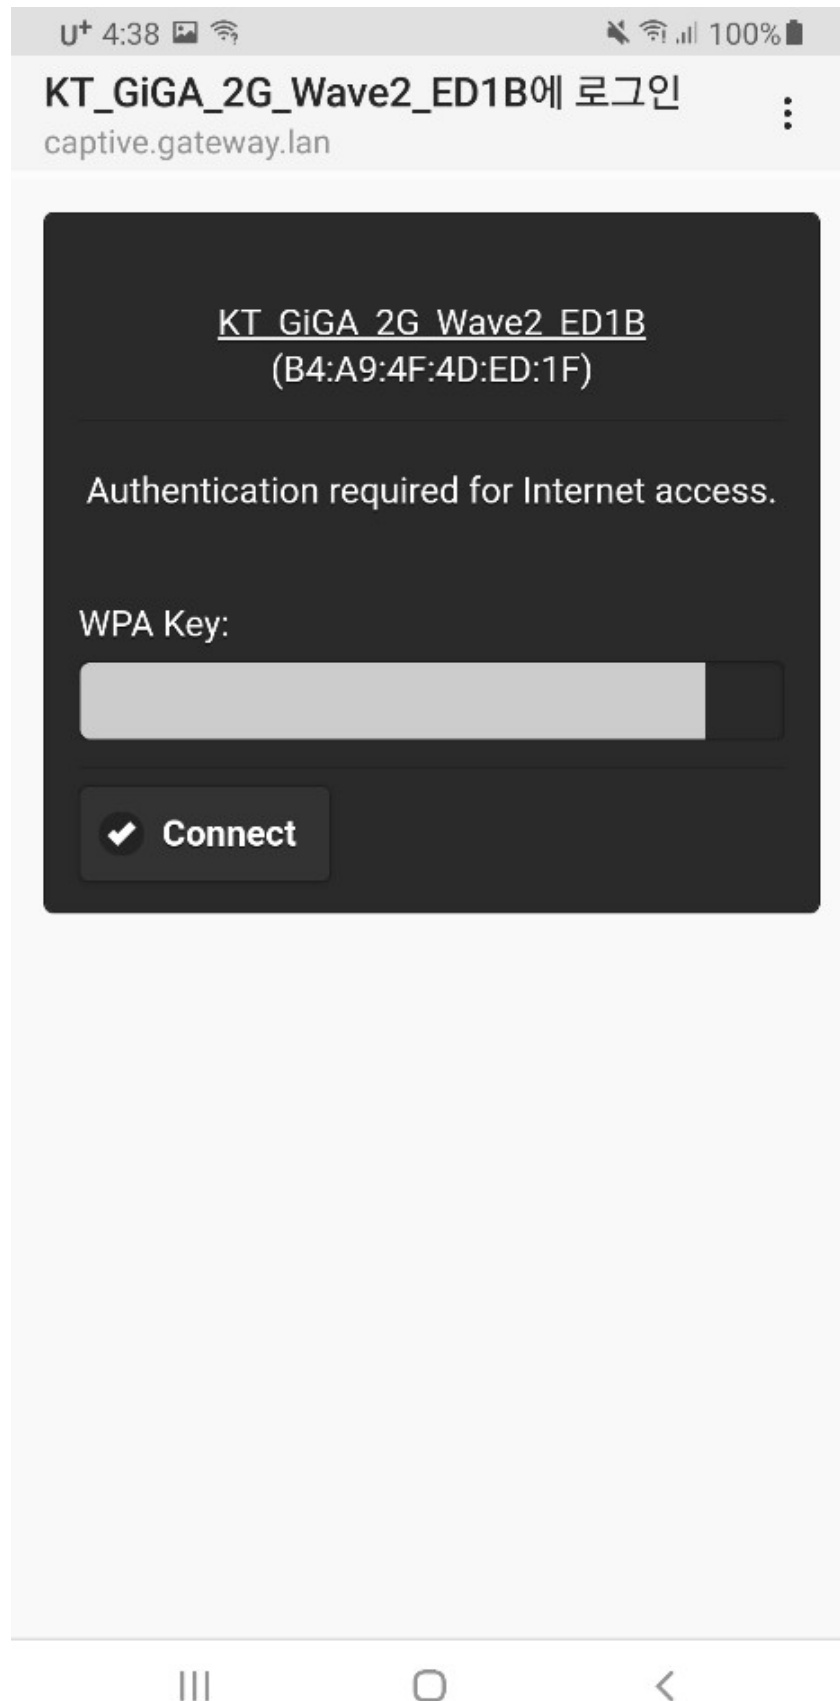 U+ 4:38 100%
KT_GiGA_2G_Wave2_ED1B에 로그인
captive.gateway.lan
KT_GiGA_2G_Wave2_ED1B
(B4:A9:4F:4D:ED:1F)
Authentication required for Internet access.
WPA Key:
Connect